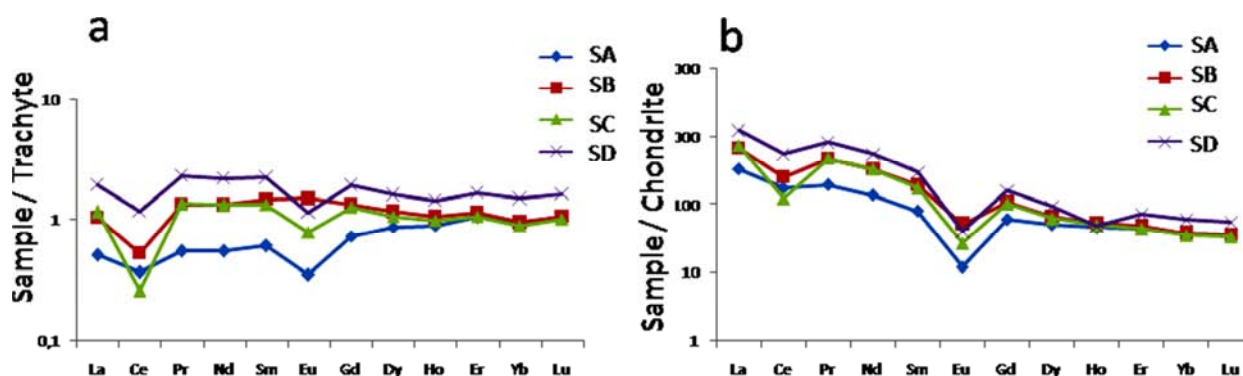 a
Sample / Trachyte
10
1
0,1
La Ce Pr Nd Sm Eu Gd Dy Ho Er Yb Lu
SA
SB
SC
SD
b
Sample / Chondrite
000
000
100
10
1
La Ce Pr Nd Sm Eu Gd Dy Ho Er Yb Lu
SA
SB
SC
SD